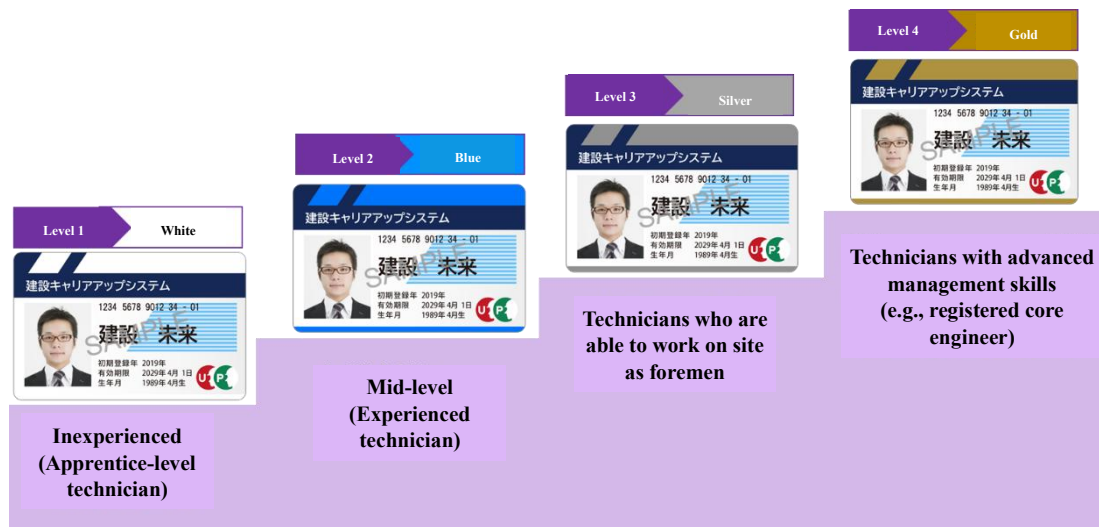 Level 1
White
建設キャリアアップシステム
1234 5678 9012 34 - 01
建設 未来
SAMPLE
初期登録年 2019年
有効期限 2029年 4月 1日
生年月 1989年 4月生
U P
Inexperienced
(Apprentice-level
technician)
Level 2
Blue
建設キャリアアップシステム
1234 5678 9012 34 - 01
建設 未来
SAMPLE
初期登録年 2019年
有効期限 2029年 4月 1日
生年月 1989年 4月生
U P
Mid-level
(Experienced
technician)
Level 3
Silver
建設キャリアアップシステム
1234 5678 9012 34 - 01
建設 未来
SAMPLE
初期登録年 2019年
有効期限 2029年 4月 1日
生年月 1989年 4月生
U P
Technicians who are
able to work on site
as foremen
Level 4
Gold
建設キャリアアップシステム
1234 5678 9012 34 - 01
建設 未来
SAMPLE
初期登録年 2019年
有効期限 2029年 4月 1日
生年月 1989年 4月生
U P
Technicians with advanced
management skills
(e.g., registered core
engineer)